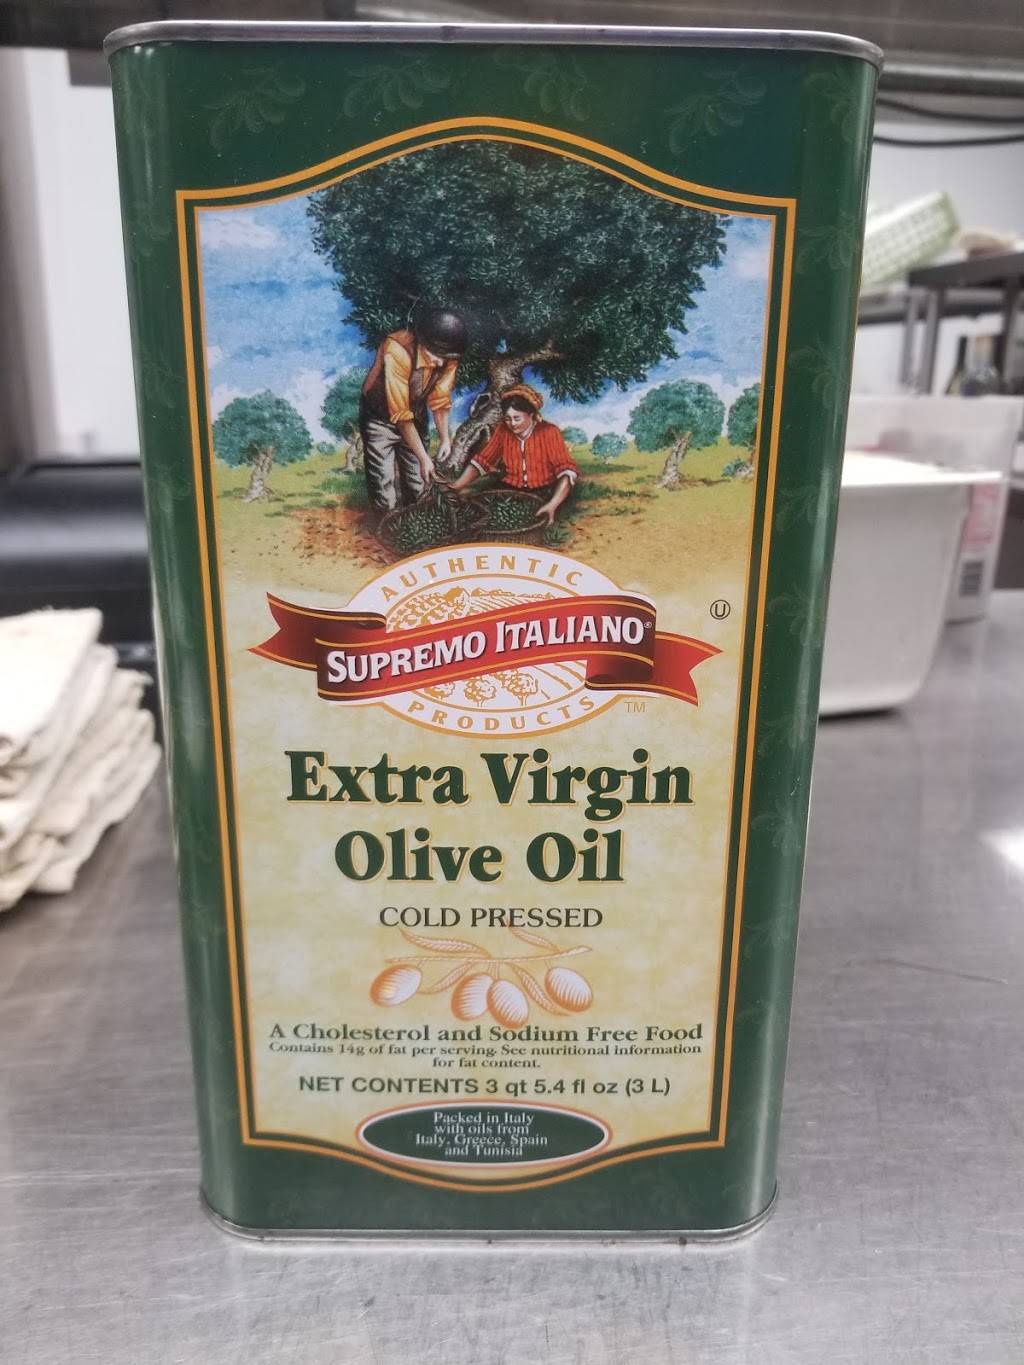 AUTHENTIC
SUPREMO ITALIANO®
PRODUCTS TM
U
Extra Virgin
Olive Oil
COLD PRESSED
A Cholesterol and Sodium Free Food
Contains 14g of fat per serving. See nutritional information
for fat content.
NET CONTENTS 3 qt 5.4 fl oz (3 L)
Packed in Italy
with oils from
Italy, Greece, Spain
and Tunisia